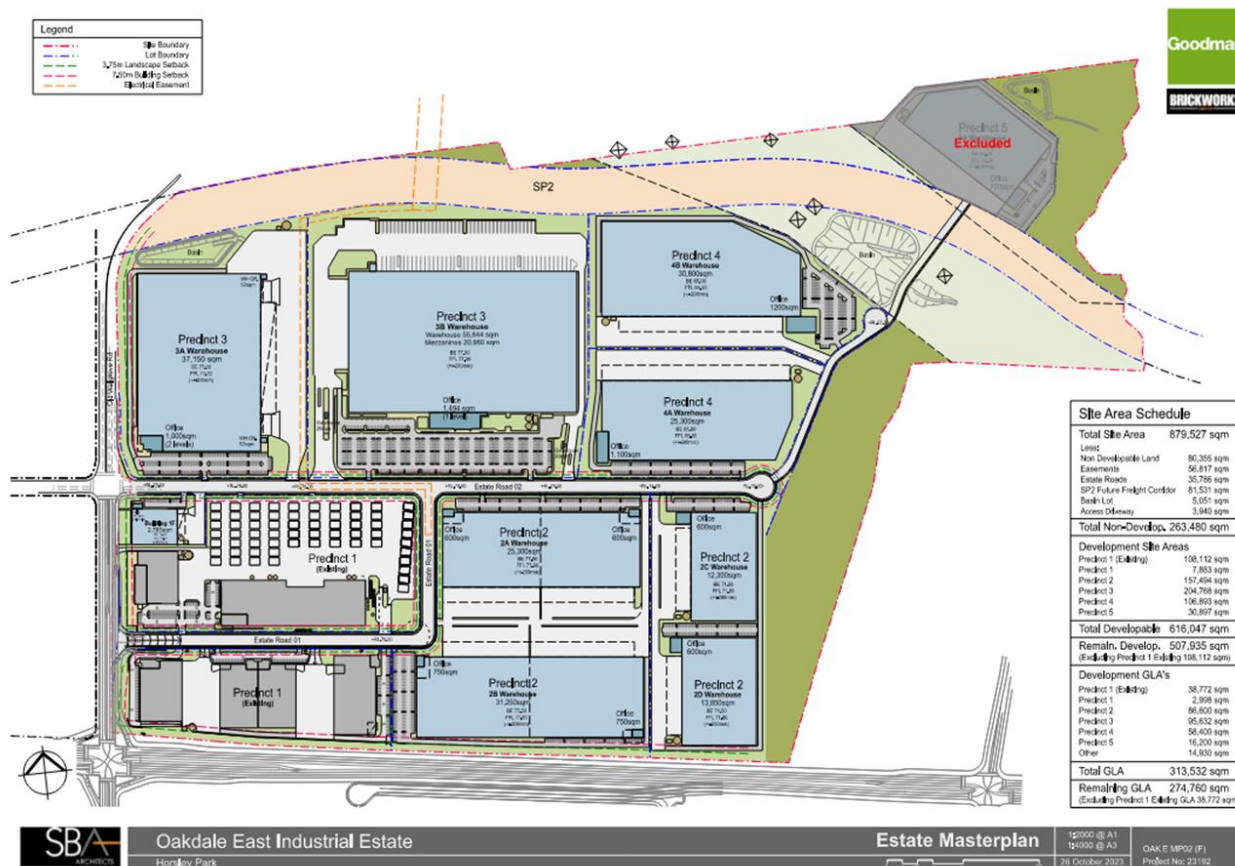 Legend
Site Boundary
Lot Boundary
3.75m Landscape Setback
7.50m Building Setback
Electrical Easement
Goodman
BRICKWORKS
Precinct 5
Excluded
Office
Basin
SP2
Basin
Basin
Precinct 3
3A Warehouse
37,150 sqm
Office
1,000sqm
(2 levels)
Precinct 3
3B Warehouse
Warehouse 55,844 sqm
Office
1,494 sqm
Precinct 4
4B Warehouse
30,800sqm
Office
1200sqm
Precinct 4
4A Warehouse
25,300sqm
Office
1,100sqm
Old Wallgrove Rd
Estate Road 02
Building 1F
Precinct 1
(Existing)
Estate Road 01
Estate Road 01
Precinct 1
(Existing)
Office
600sqm
Precinct 2
2A Warehouse
25,300sqm
Office
600sqm
Office
600sqm
Precinct 2
2C Warehouse
12,300sqm
Office
750sqm
Precinct 2
2B Warehouse
31,250sqm
Office
750sqm
Office
600sqm
Precinct 2
2D Warehouse
13,650sqm
Site Area Schedule
Total Site Area 879,527 sqm
Less:
Non Developable Land 80,355 sqm
Easements 56,817 sqm
Estate Roads 35,786 sqm
SP2 Future Freight Corridor 81,531 sqm
Basin Lot 5,051 sqm
Access Driveway 3,940 sqm
Total Non-Develop. 263,480 sqm
Development Site Areas
Precinct 1 (Existing) 108,112 sqm
Precinct 1 7,883 sqm
Precinct 2 157,494 sqm
Precinct 3 204,768 sqm
Precinct 4 106,893 sqm
Precinct 5 30,897 sqm
Total Developable 616,047 sqm
Remain. Develop. 507,935 sqm
(Excluding Precinct 1 Existing 108,112 sqm)
Development GLA's
Precinct 1 (Existing) 38,772 sqm
Precinct 1 2,998 sqm
Precinct 2 86,600 sqm
Precinct 3 95,632 sqm
Precinct 4 58,400 sqm
Precinct 5 16,200 sqm
Other 14,930 sqm
Total GLA 313,532 sqm
Remaining GLA 274,760 sqm
(Excluding Precinct 1 Existing GLA 38,772 sqm
SBA
ARCHITECTS
Oakdale East Industrial Estate
Horsley Park
Estate Masterplan
1:2000 @ A1
1:4000 @ A3
26 October 2023
OAK E MP02 (F)
Project No: 23192